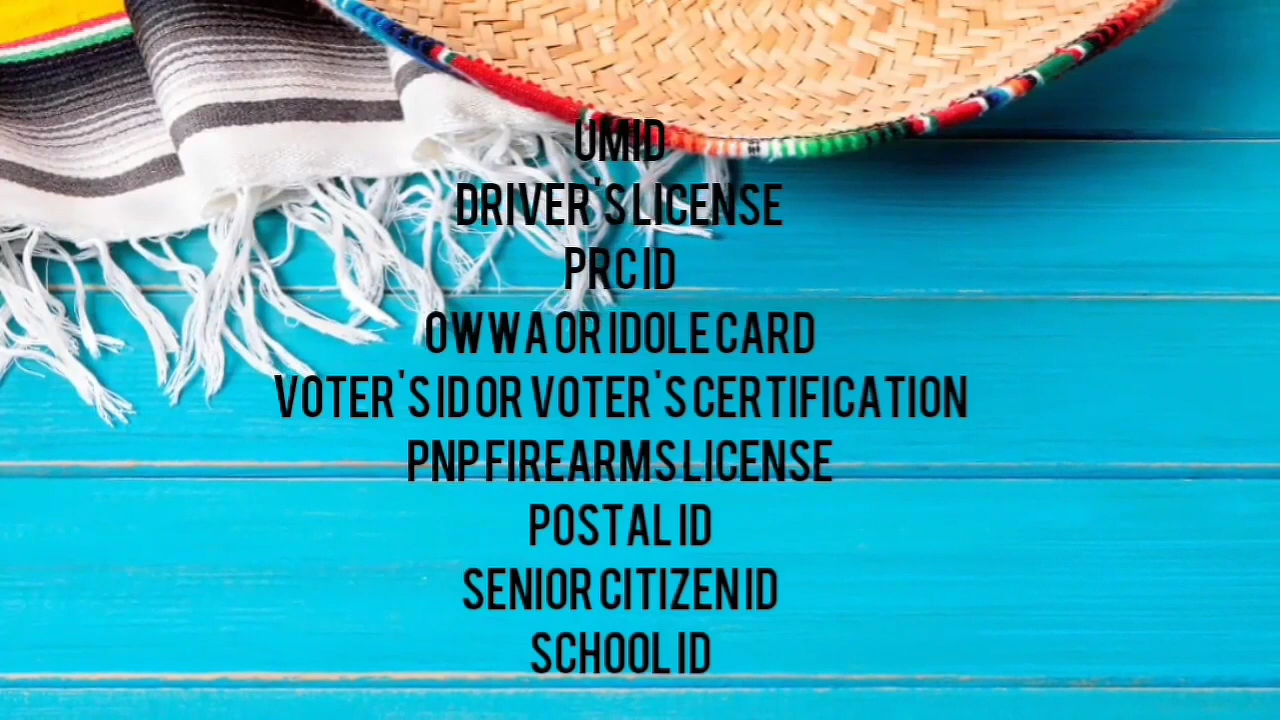 UMID
DRIVER'S LICENSE
PRC ID
OWWA OR IDOLE CARD
VOTER'S ID OR VOTER'S CERTIFICATION
PNP FIREARMS LICENSE
POSTAL ID
SENIOR CITIZEN ID
SCHOOL ID